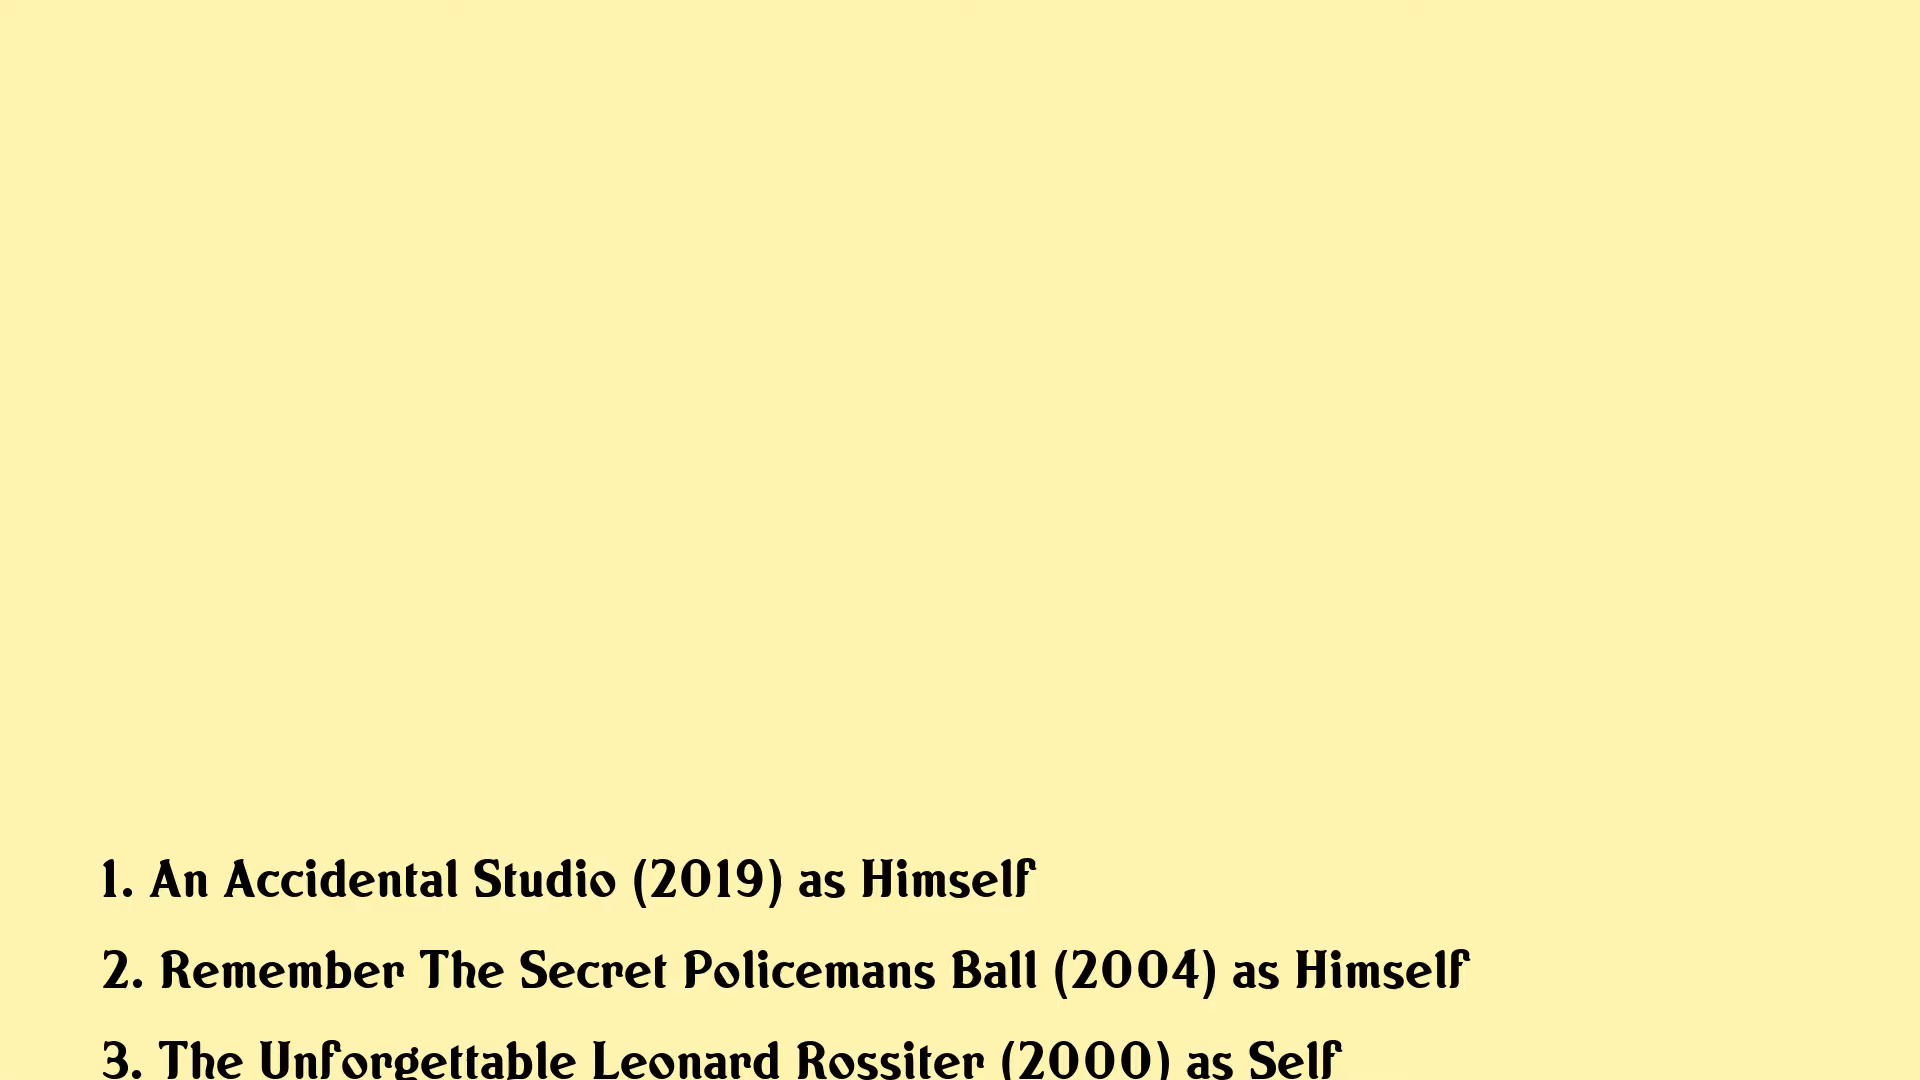 1. An Accidental Studio (2019) as Himself
2. Remember The Secret Policemans Ball (2004) as Himself
3. The Unforgettable Leonard Rossiter (2000) as Self